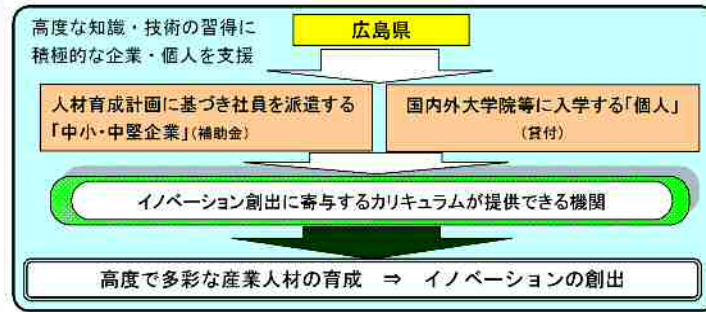 高度な知識・技術の習得に
積極的な企業・個人を支援
広島県
人材育成計画に基づき社員を派遣する
「中小・中堅企業」(補助金)
国内外大学院等に入学する「個人」
(貸付)
イノベーション創出に寄与するカリキュラムが提供できる機関
高度で多彩な産業人材の育成 ⇒ イノベーションの創出